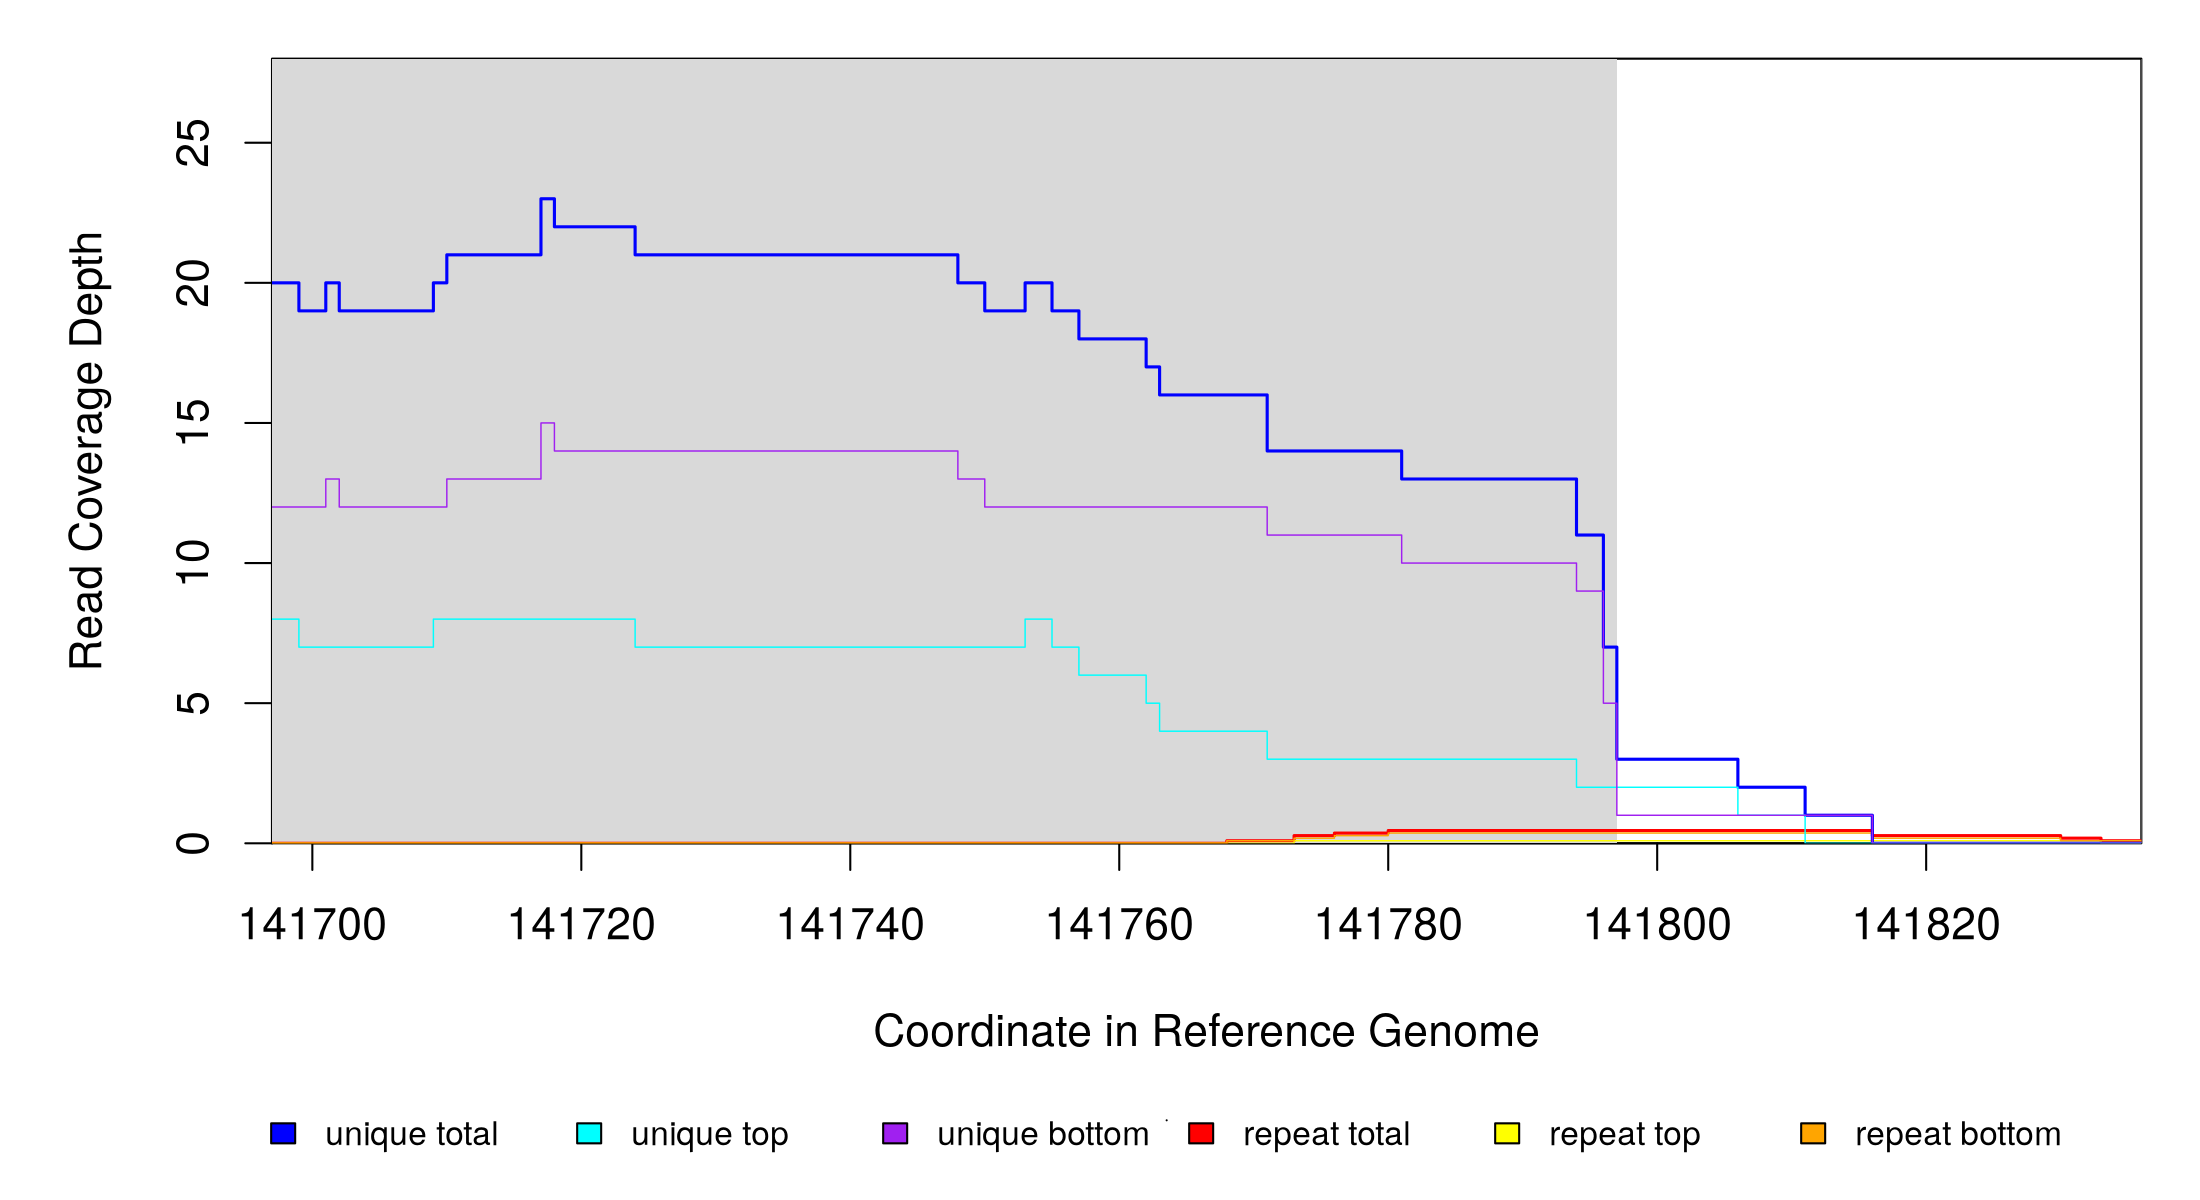 Read Coverage Depth
25
20
15
10
5
0
141700 141720 141740 141760 141780 141800 141820
Coordinate in Reference Genome
unique total unique top unique bottom repeat total repeat top repeat bottom